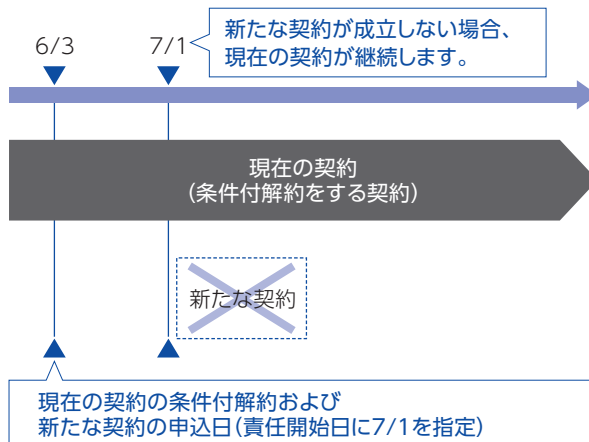 6/3
7/1
新たな契約が成立しない場合、
現在の契約が継続します。
現在の契約
(条件付解約をする契約)
新たな契約
現在の契約の条件付解約および
新たな契約の申込日(責任開始日に7/1を指定)